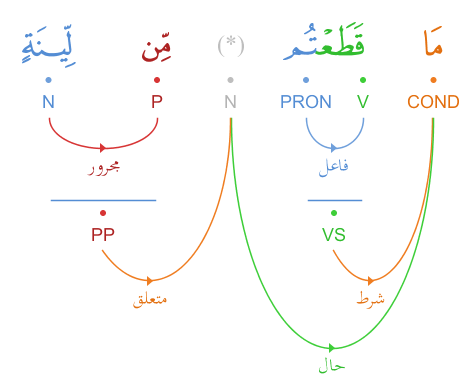 مَا قَطَعْتُم (*) مِّن لِّينَةٍ
COND V PRON N P N
فاعل مجرور
VS PP
شرط متعلق
حال